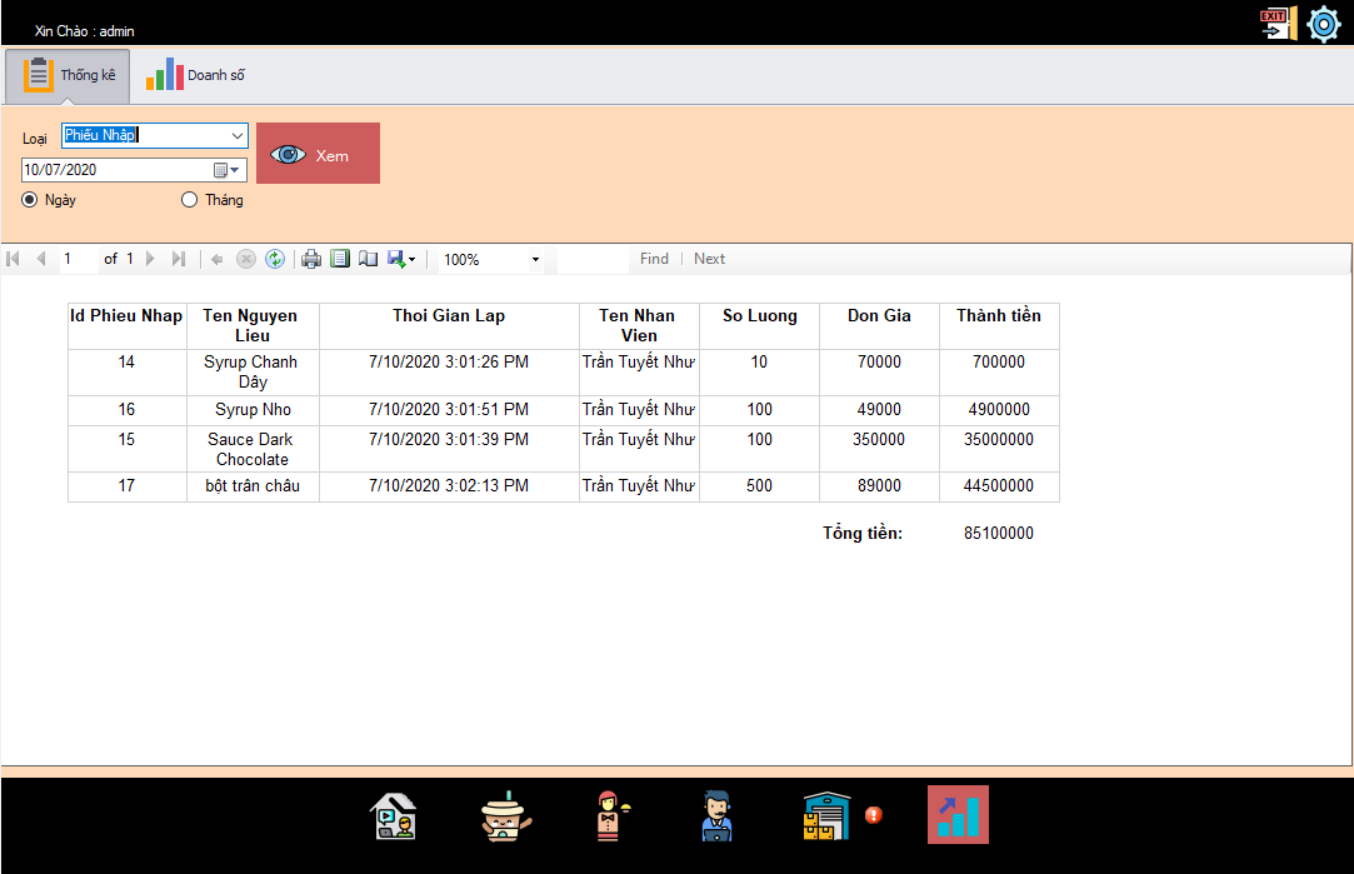 Xin Chào : admin
EXIT
Thống kê
Doanh số
Loại
Phiếu Nhập
Xem
10/07/2020
Ngày
Tháng
1 of 1
100%
Find | Next
Id Phieu Nhap
Ten Nguyen
Lieu
Thoi Gian Lap
Ten Nhan
Vien
So Luong
Don Gia
Thành tiền
14
Syrup Chanh
Dây
7/10/2020 3:01:26 PM
Trần Tuyết Như
10
70000
700000
16
Syrup Nho
7/10/2020 3:01:51 PM
Trần Tuyết Như
100
49000
4900000
15
Sauce Dark
Chocolate
7/10/2020 3:01:39 PM
Trần Tuyết Như
100
350000
35000000
17
bột trân châu
7/10/2020 3:02:13 PM
Trần Tuyết Như
500
89000
44500000
Tổng tiền:
85100000